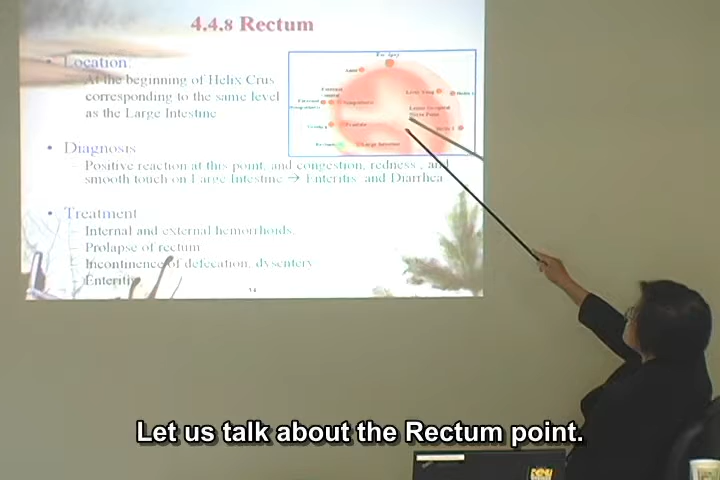 4.4.8 Rectum
• Location:
– At the beginning of Helix Crus
corresponding to the same level
as the Large Intestine
• Diagnosis
– Positive reaction at this point, and congestion, redness, and
smooth touch on Large Intestine → Enteritis and Diarrhea
• Treatment
– Internal and external hemorrhoids,
– Prolapse of rectum
– Incontinence of defecation, dysentery
– Enteritis
14
Let us talk about the Rectum point.